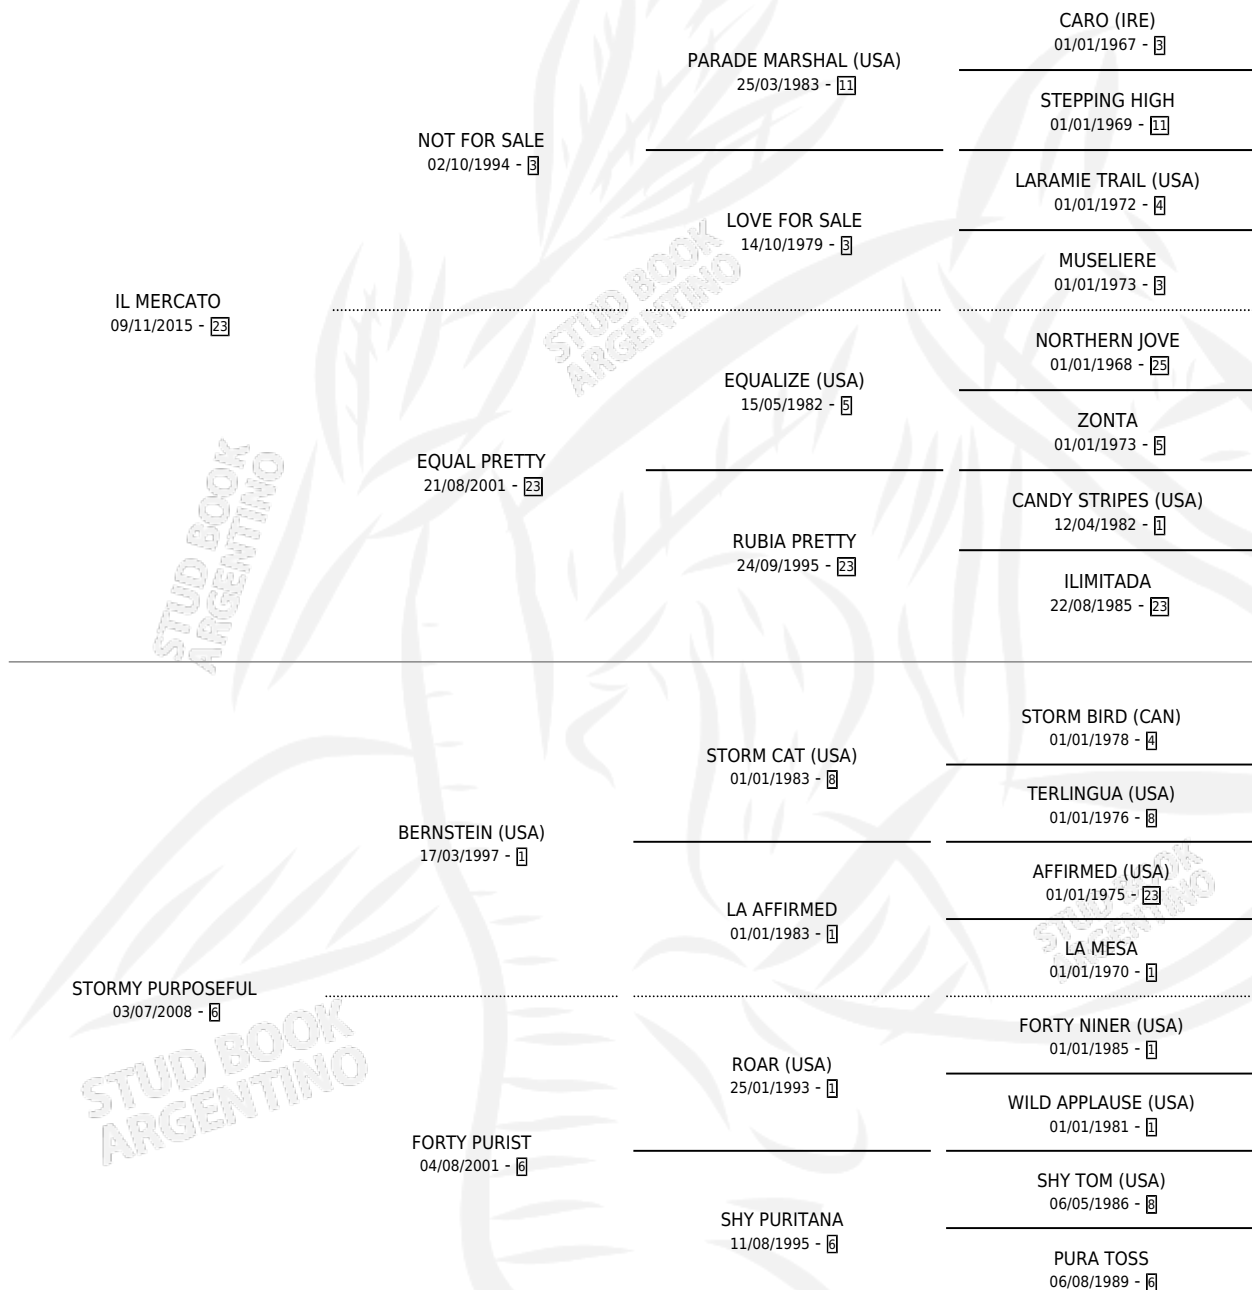 CARO (IRE)
01/01/1967 - 3
PARADE MARSHAL (USA)
25/03/1983 - 11
STEPPING HIGH
01/01/1969 - 11
NOT FOR SALE
02/10/1994 - 3
LARAMIE TRAIL (USA)
01/01/1972 - 4
LOVE FOR SALE
14/10/1979 - 3
MUSELIERE
01/01/1973 - 3
IL MERCATO
09/11/2015 - 23
NORTHERN JOVE
01/01/1968 - 25
EQUALIZE (USA)
15/05/1982 - 5
ZONTA
01/01/1973 - 5
EQUAL PRETTY
21/08/2001 - 23
CANDY STRIPES (USA)
12/04/1982 - 1
RUBIA PRETTY
24/09/1995 - 23
ILIMITADA
22/08/1985 - 23
STORM BIRD (CAN)
01/01/1978 - 4
STORM CAT (USA)
01/01/1983 - 8
TERLINGUA (USA)
01/01/1976 - 8
BERNSTEIN (USA)
17/03/1997 - 1
AFFIRMED (USA)
01/01/1975 - 23
LA AFFIRMED
01/01/1983 - 1
LA MESA
01/01/1970 - 1
STORMY PURPOSEFUL
03/07/2008 - 6
FORTY NINER (USA)
01/01/1985 - 1
ROAR (USA)
25/01/1993 - 1
WILD APPLAUSE (USA)
01/01/1981 - 1
FORTY PURIST
04/08/2001 - 6
SHY TOM (USA)
06/05/1986 - 8
SHY PURITANA
11/08/1995 - 6
PURA TOSS
06/08/1989 - 6
STUD BOOK
ARGENTINO
STUD BOOK
ARGENTINO
STUD BOOK
ARGENTINO
STUD BOOK
ARGENTINO